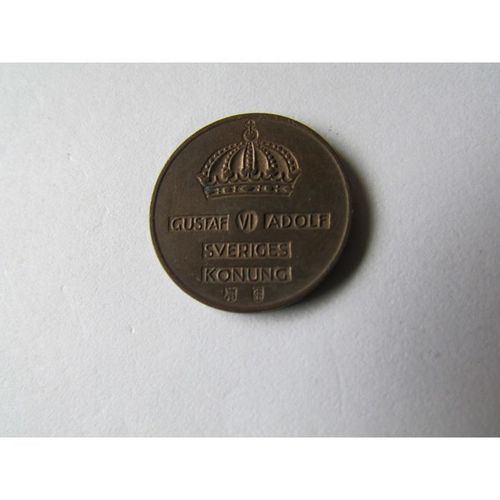 GUSTAF VI ADOLF
SVERIGES
KONUNG